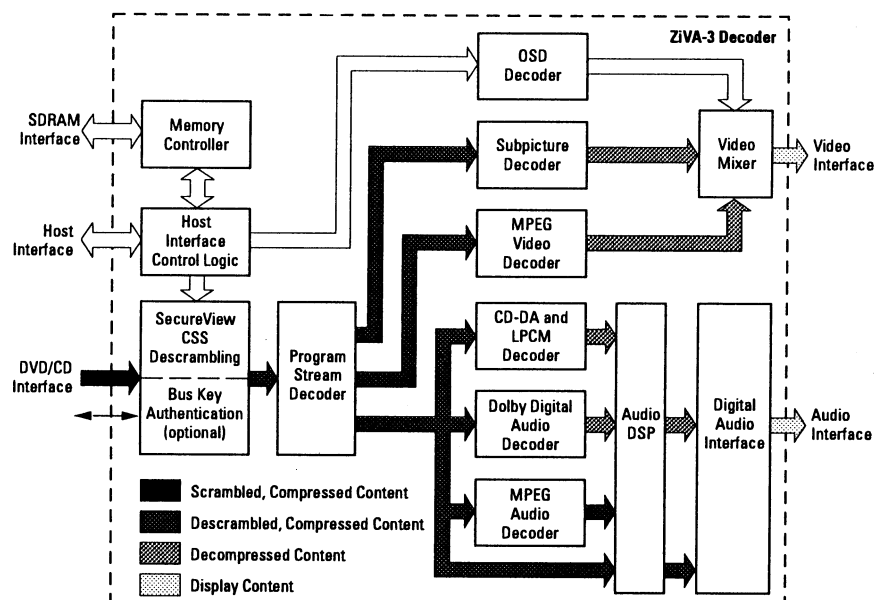 ZiVA-3 Decoder
OSD
Decoder
SDRAM
Interface
Memory
Controller
Subpicture
Decoder
Video
Mixer
Video
Interface
Host
Interface
Host
Interface
Control Logic
MPEG
Video
Decoder
SecureView
CSS
Descrambling
Bus Key
Authentication
(optional)
DVD/CD
Interface
Program
Stream
Decoder
CD-DA and
LPCM
Decoder
Dolby Digital
Audio
Decoder
MPEG
Audio
Decoder
Audio
DSP
Digital
Audio
Interface
Audio
Interface
Scrambled, Compressed Content
Descrambled, Compressed Content
Decompressed Content
Display Content